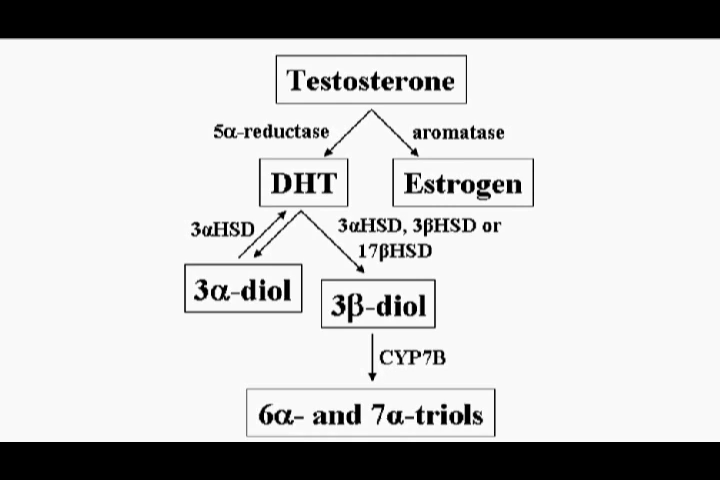 Testosterone
5α-reductase
aromatase
DHT
Estrogen
3αHSD
3αHSD, 3βHSD or
17βHSD
3α-diol
3β-diol
CYP7B
6α- and 7α-triols